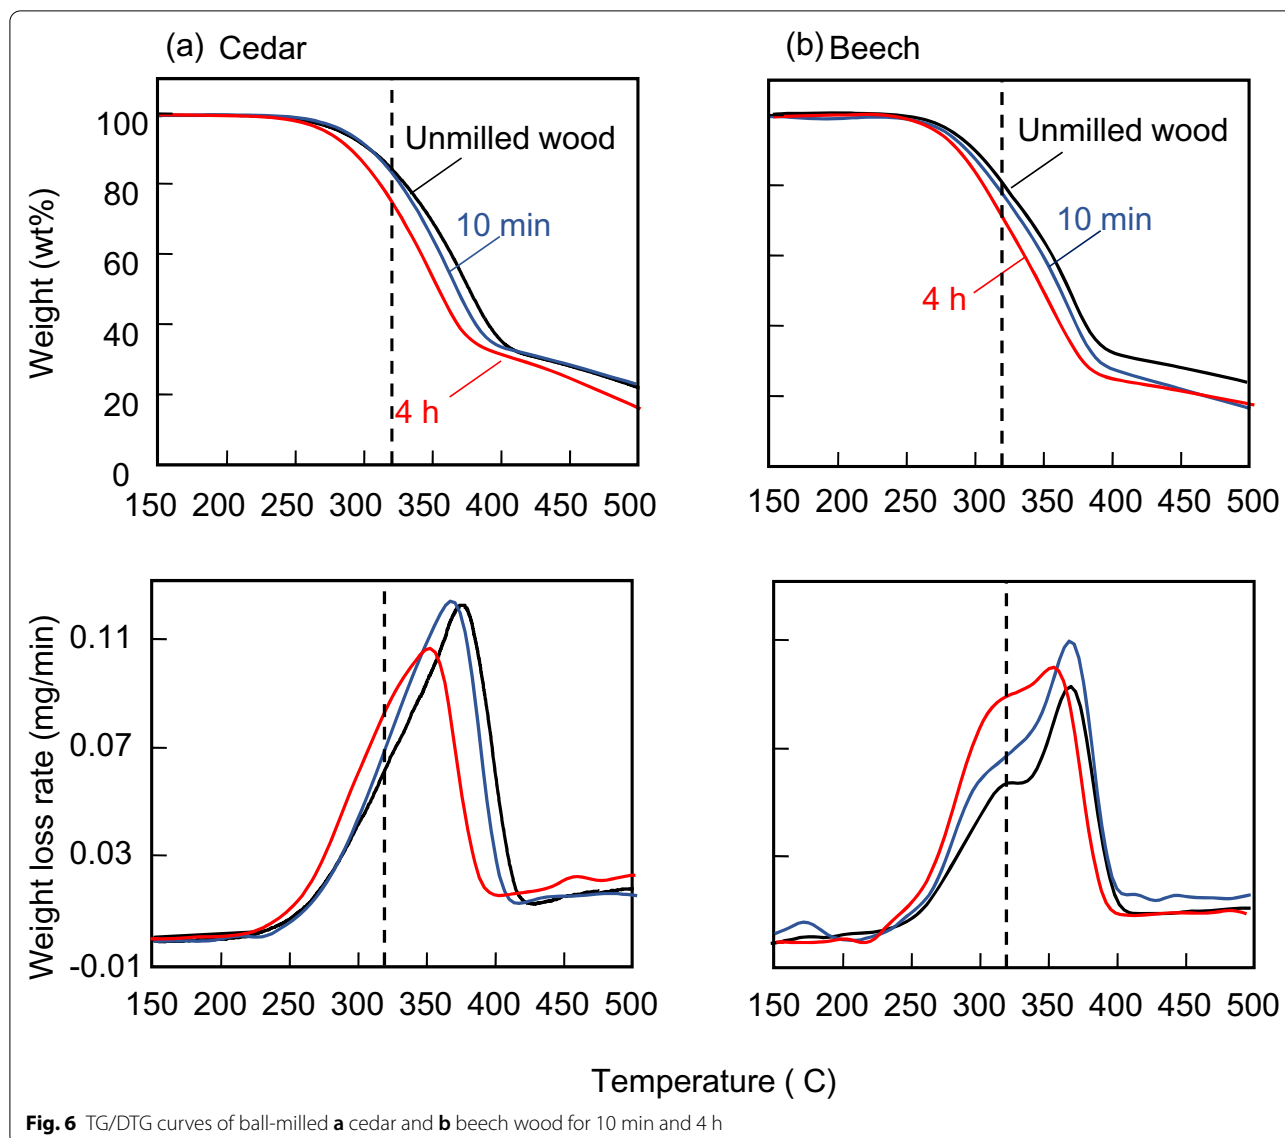 (a) Cedar
(b) Beech
Weight (wt%)
100
80
60
40
20
0
Unmilled wood
10 min
4 h
150 200 250 300 350 400 450 500
Unmilled wood
10 min
4 h
150 200 250 300 350 400 450 500
Weight loss rate (mg/min)
0.11
0.07
0.03
-0.01
150 200 250 300 350 400 450 500
150 200 250 300 350 400 450 500
Temperature ( C)
Fig. 6 TG/DTG curves of ball-milled a cedar and b beech wood for 10 min and 4 h